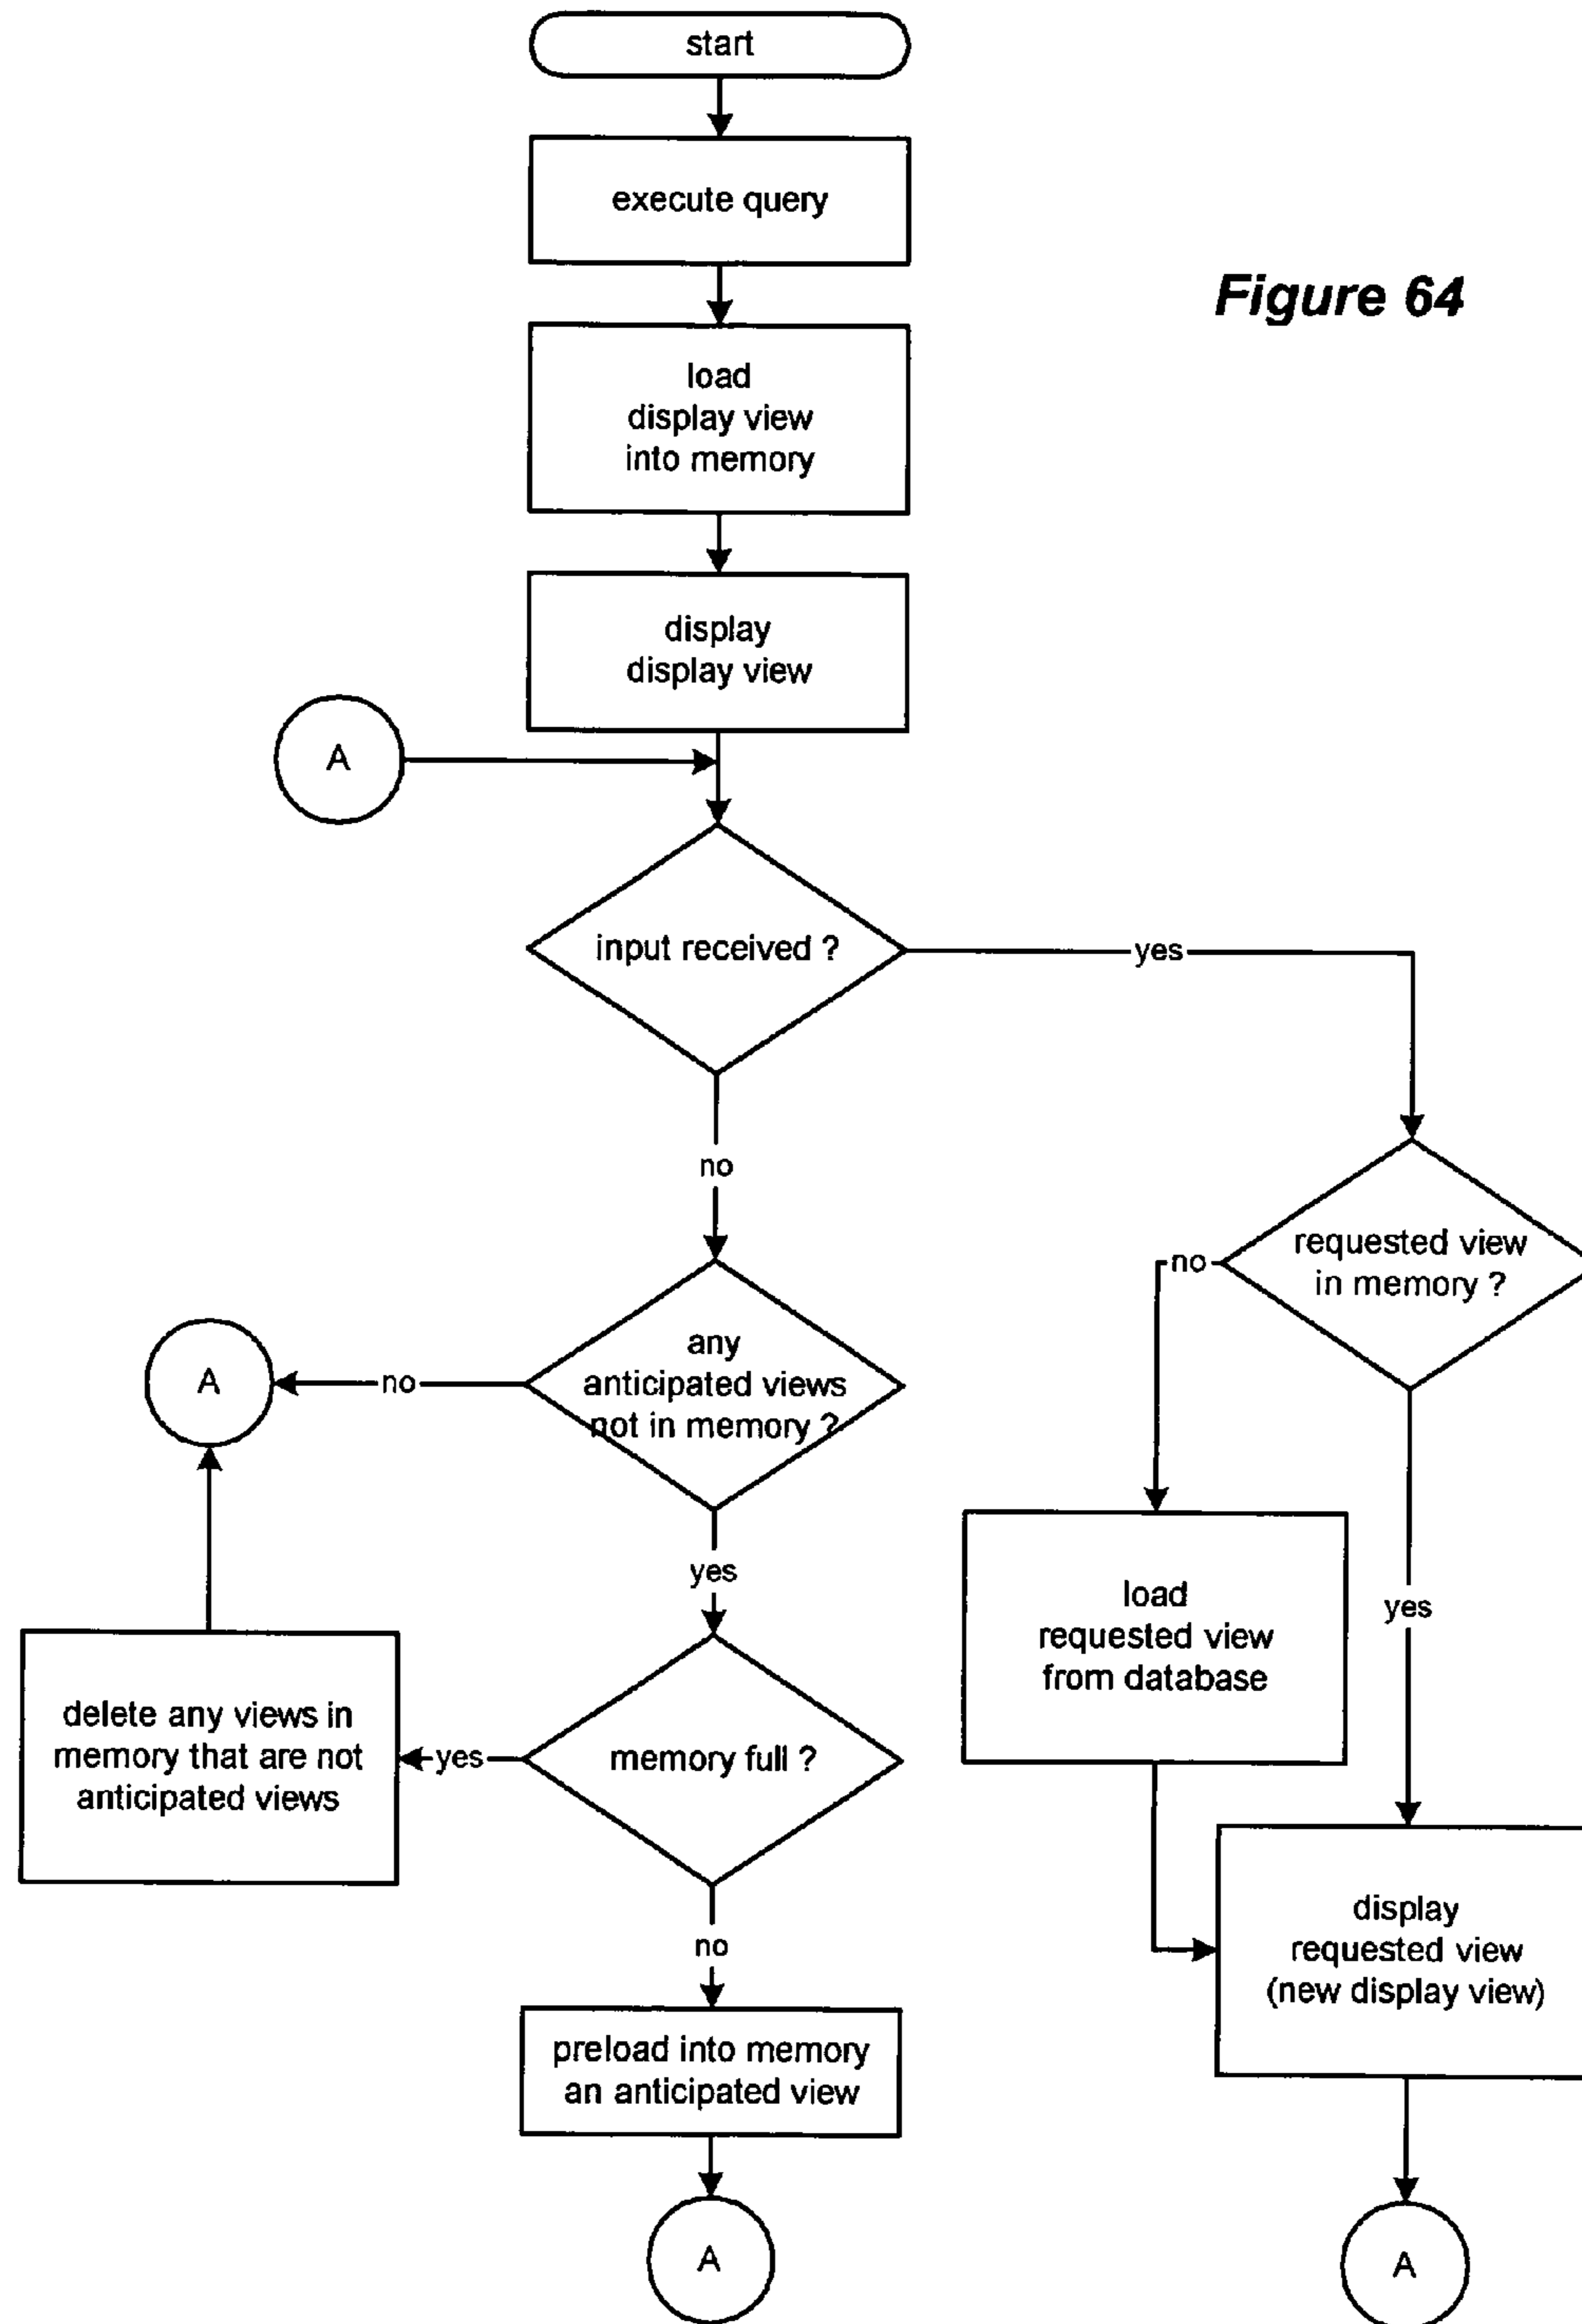 start
execute query
Figure 64
load
display view
into memory
display
display view
A
input received ?
yes
no
requested view
in memory ?
no
any
anticipated views
not in memory ?
A
no
yes
load
requested view
from database
yes
delete any views in
memory that are not
anticipated views
yes
memory full ?
display
requested view
(new display view)
no
preload into memory
an anticipated view
A
A